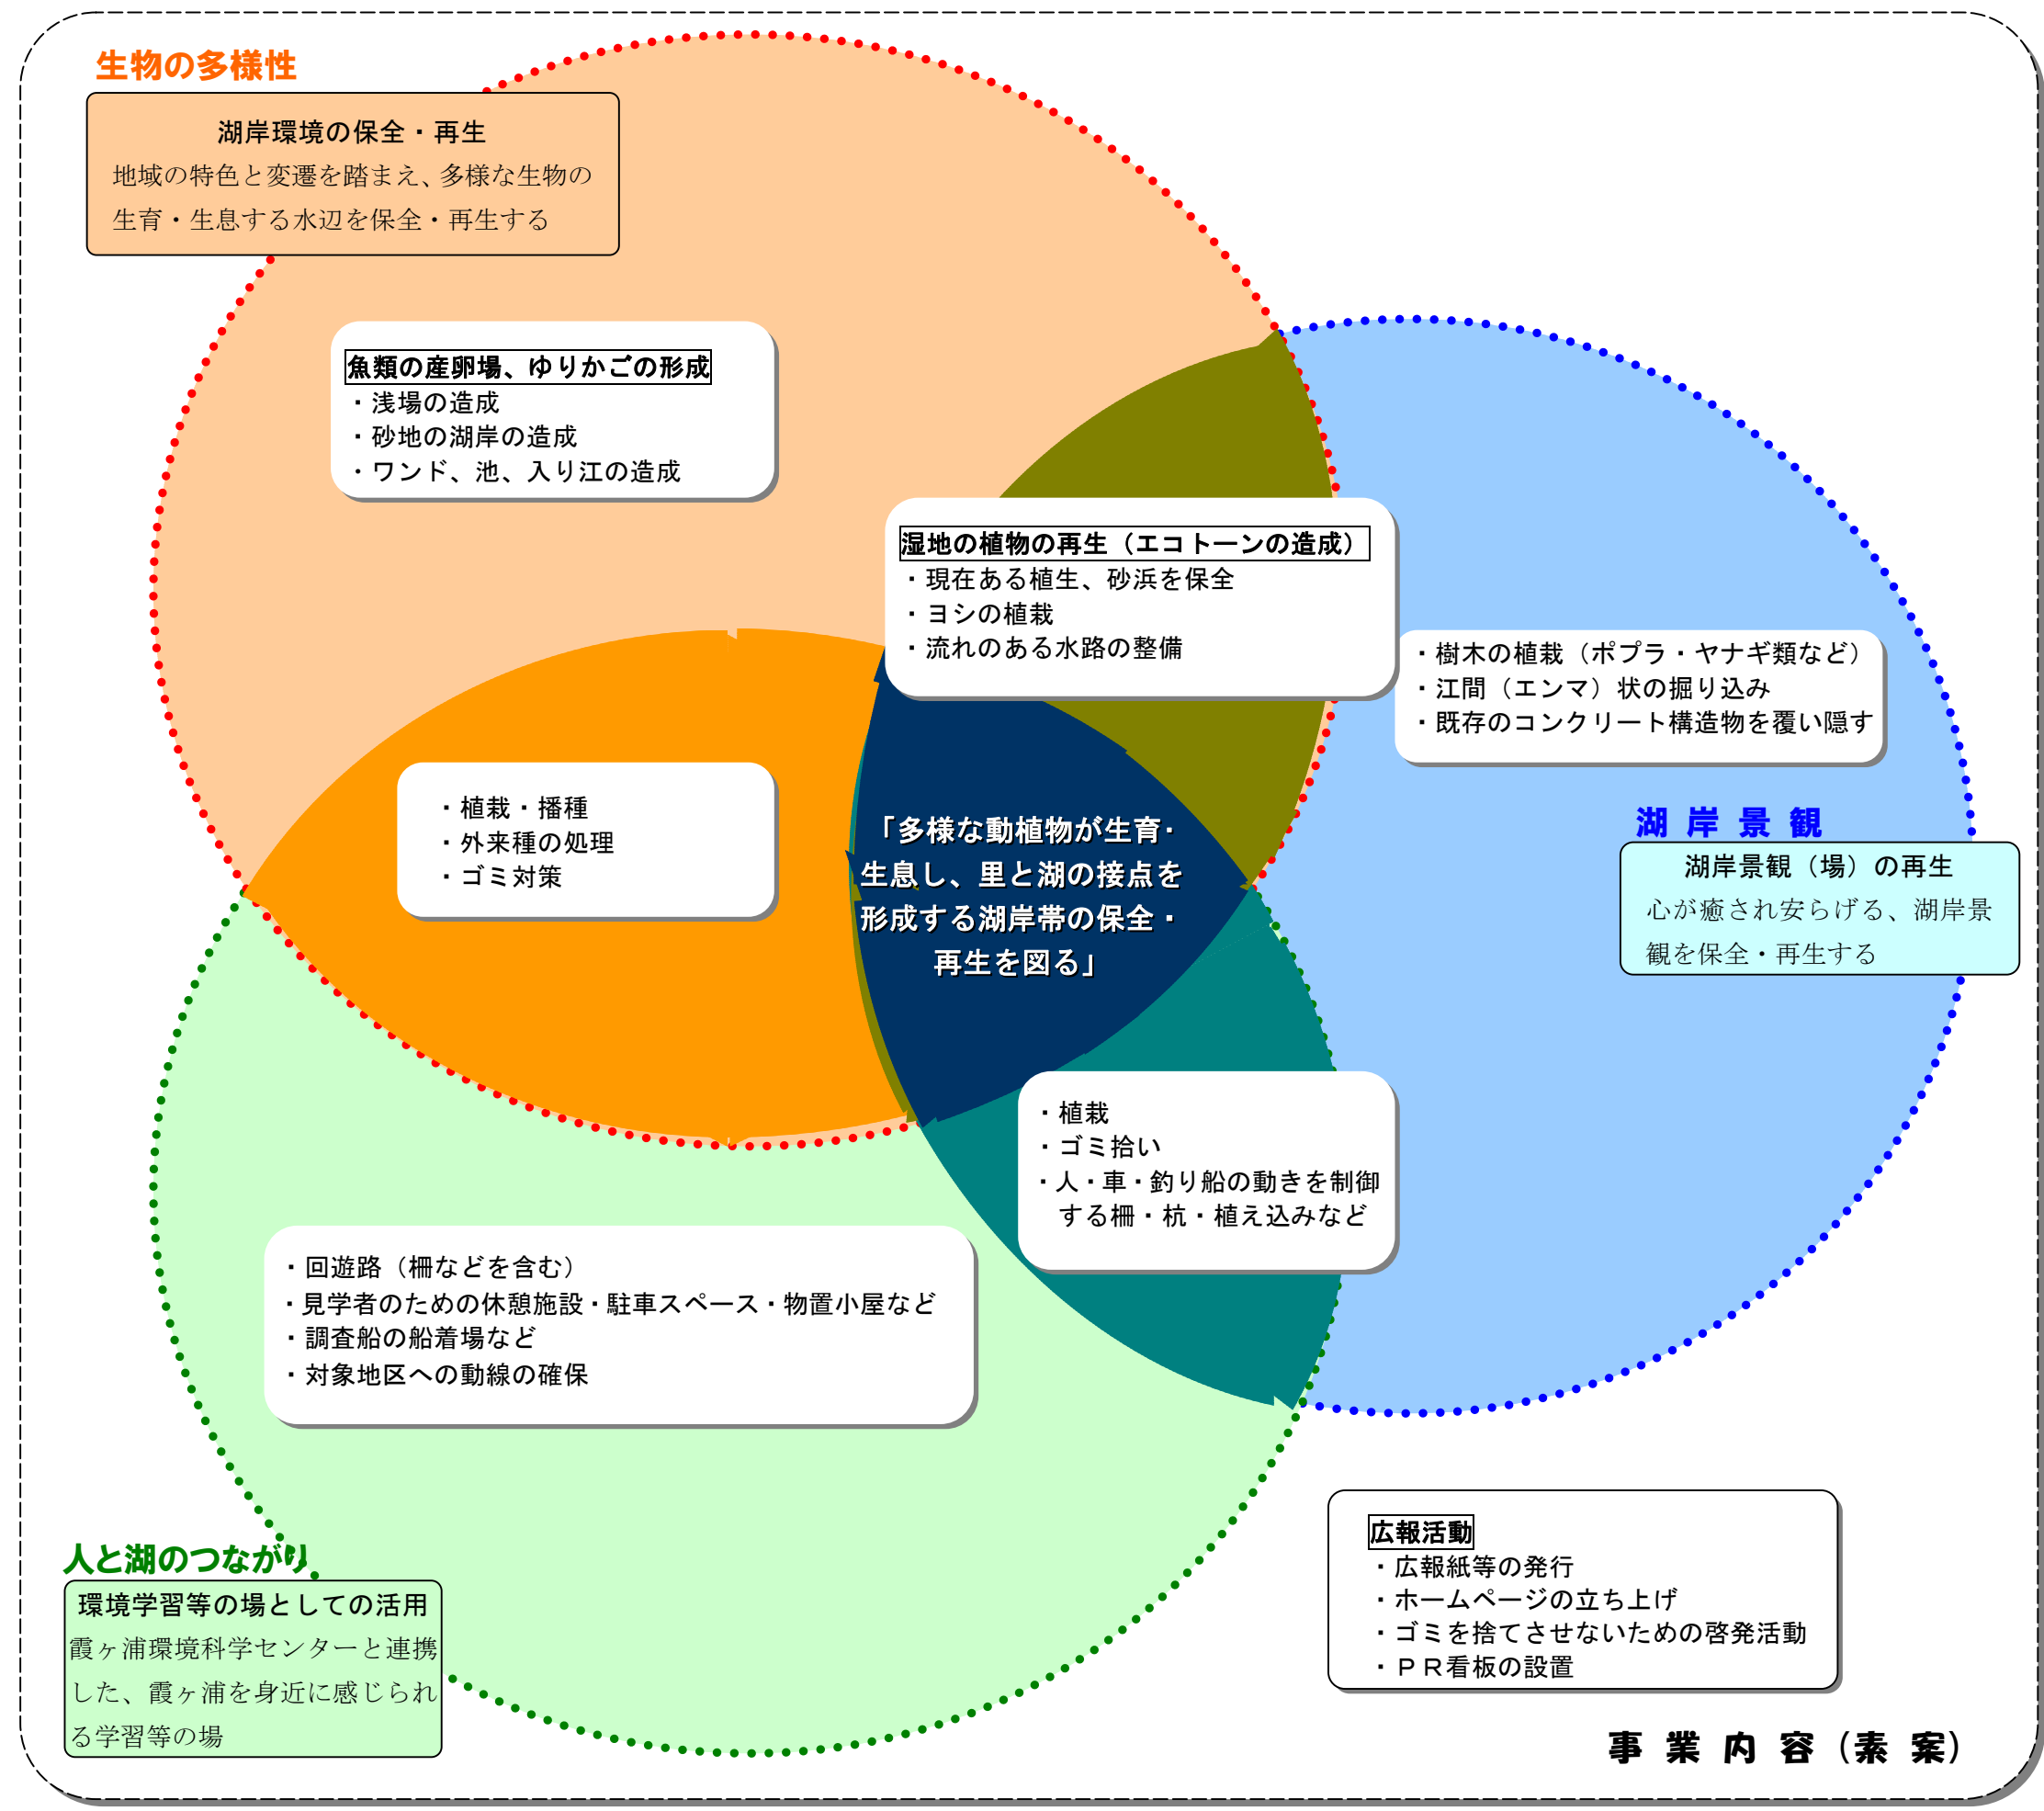 生物の多様性
湖岸環境の保全・再生
地域の特色と変遷を踏まえ、多様な生物の
生育・生息する水辺を保全・再生する
魚類の産卵場、ゆりかごの形成
・浅場の造成
・砂地の湖岸の造成
・ワンド、池、入り江の造成
湿地の植物の再生（エコトーンの造成）
・現在ある植生、砂浜を保全
・ヨシの植栽
・流れのある水路の整備
・樹木の植栽（ポプラ・ヤナギ類など）
・江間（エンマ）状の掘り込み
・既存のコンクリート構造物を覆い隠す
・植栽・播種
・外来種の処理
・ゴミ対策
「多様な動植物が生育・
生息し、里と湖の接点を
形成する湖岸帯の保全・
再生を図る」
湖岸景観
湖岸景観（場）の再生
心が癒され安らげる、湖岸景
観を保全・再生する
・植栽
・ゴミ拾い
・人・車・釣り船の動きを制御
する柵・杭・植え込みなど
・回遊路（柵などを含む）
・見学者のための休憩施設・駐車スペース・物置小屋など
・調査船の船着場など
・対象地区への動線の確保
人と湖のつながり
環境学習等の場としての活用
霞ヶ浦環境科学センターと連携
した、霞ヶ浦を身近に感じられ
る学習等の場
広報活動
・広報紙等の発行
・ホームページの立ち上げ
・ゴミを捨てさせないための啓発活動
・ＰＲ看板の設置
事業内容（素案）